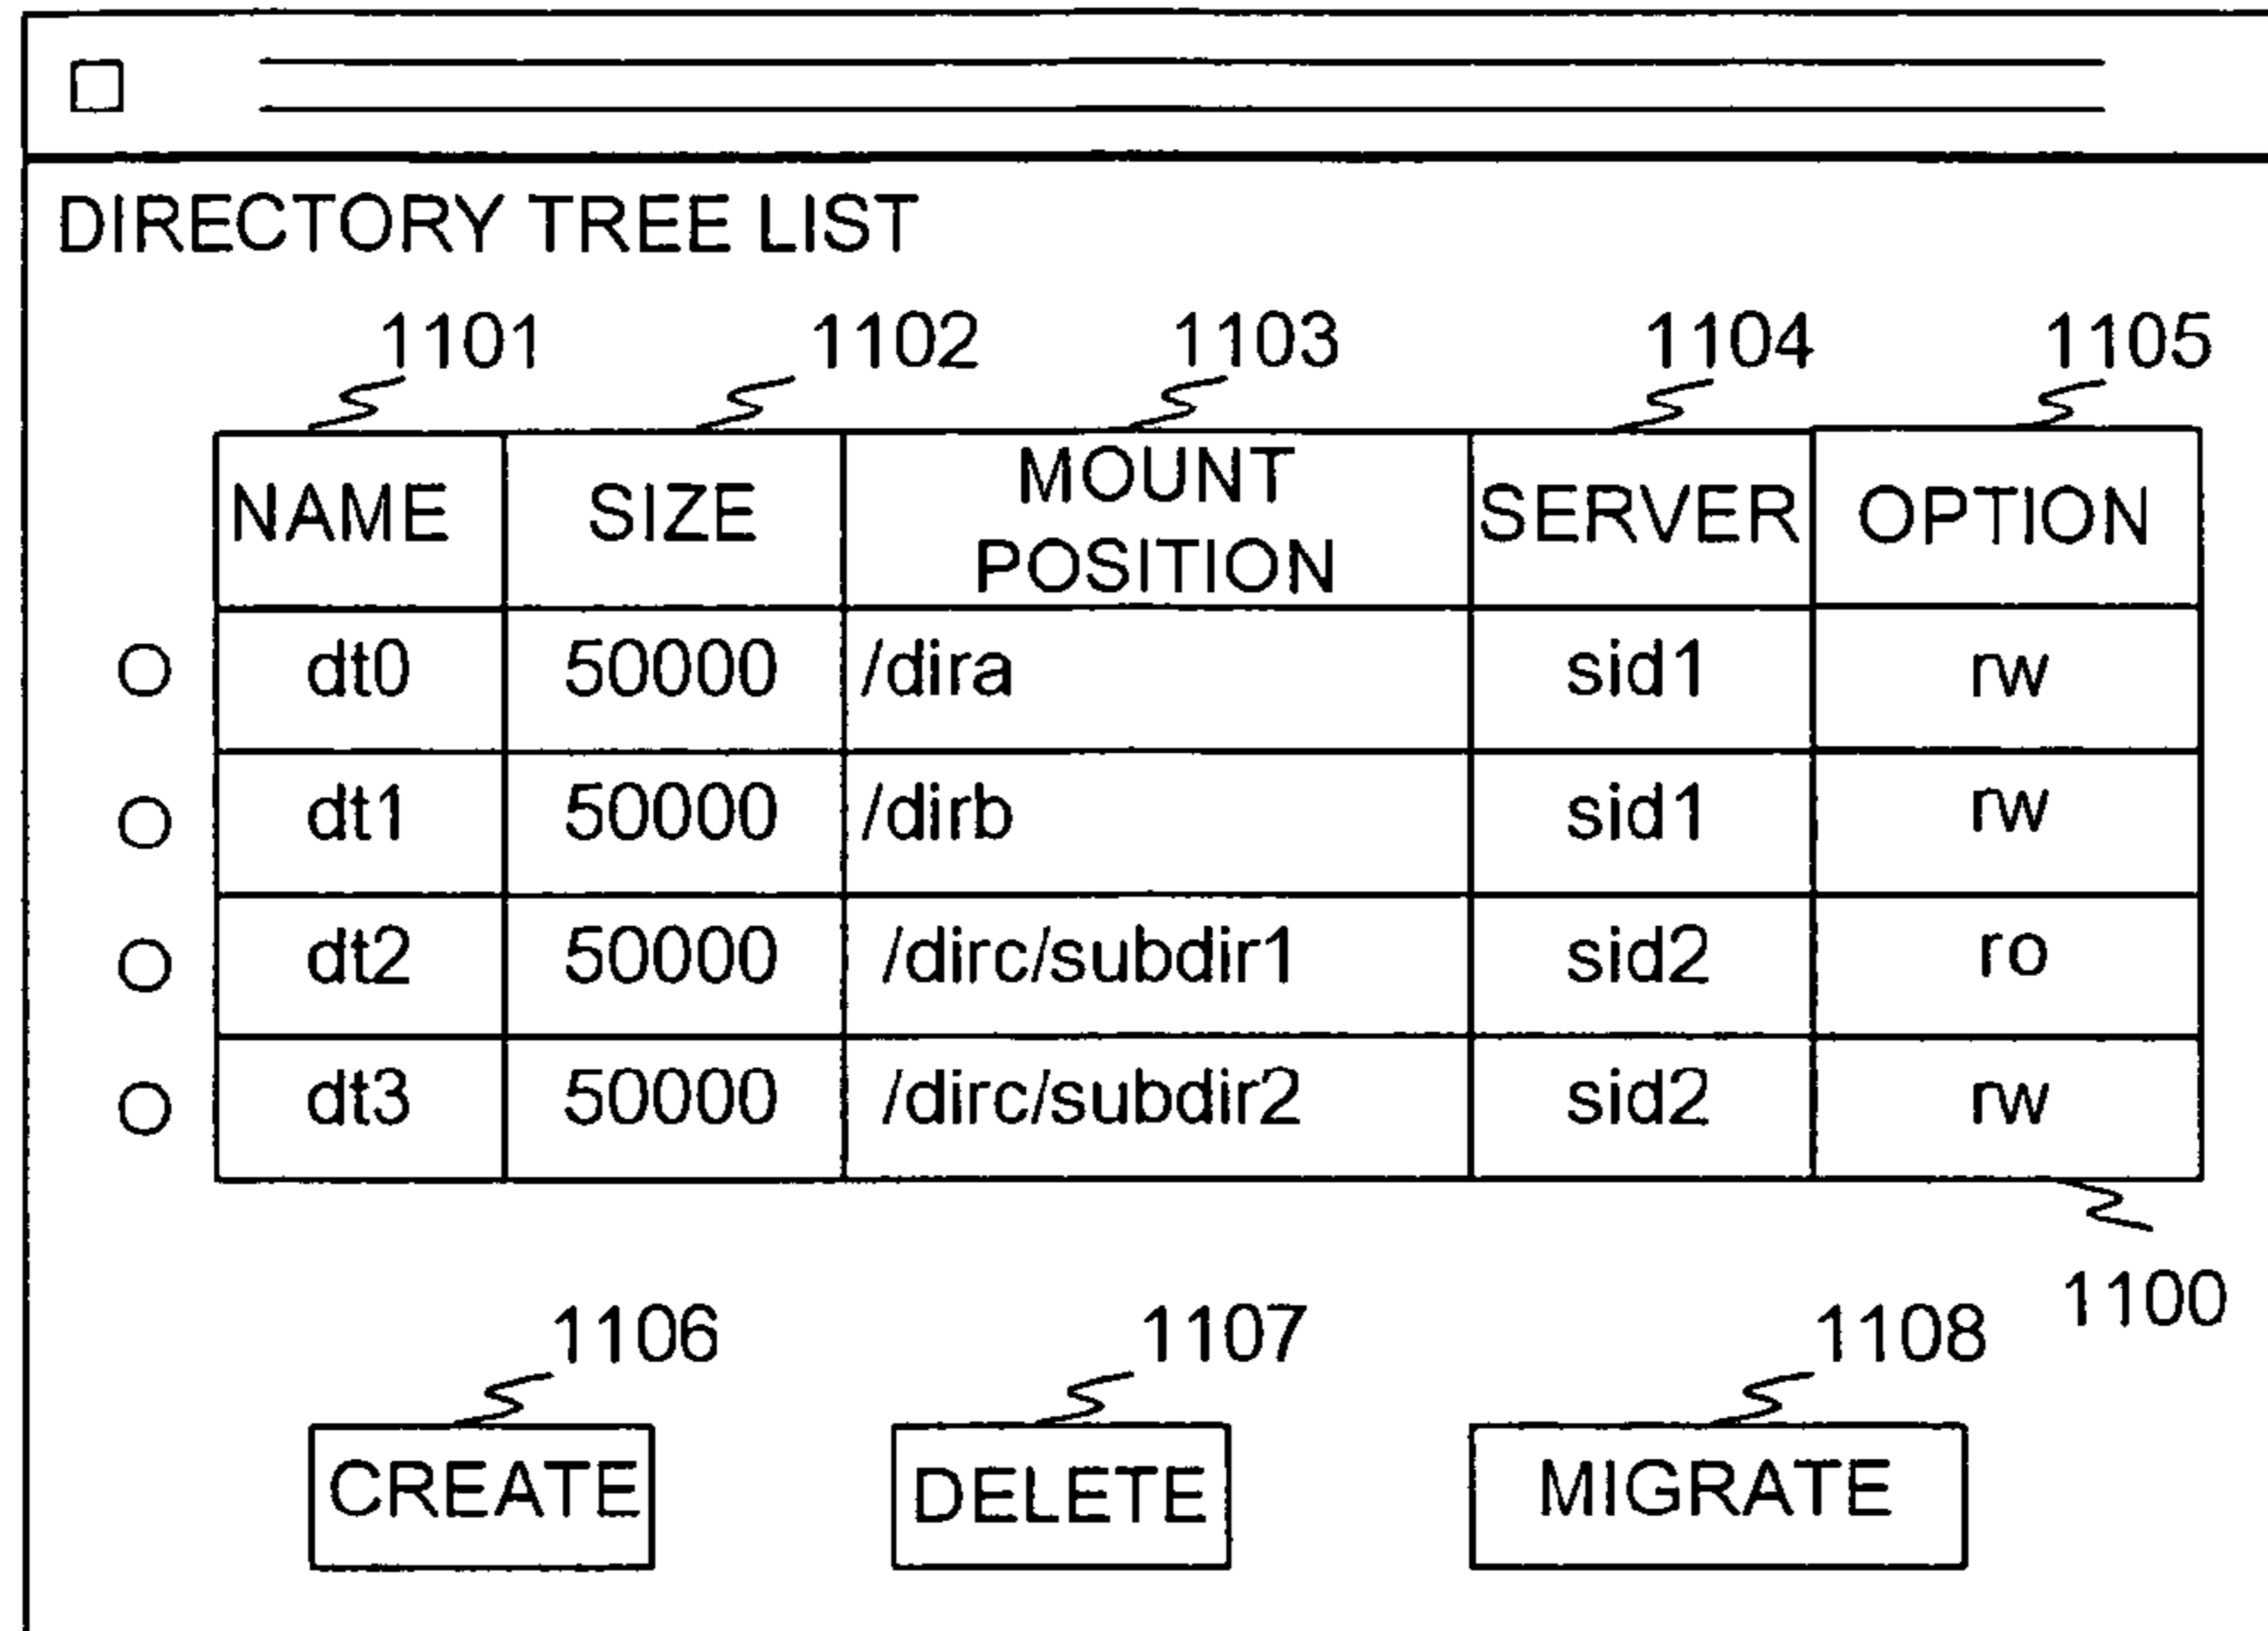 DIRECTORY TREE LIST
1101 1102 1103 1104 1105
NAME SIZE MOUNT POSITION SERVER OPTION
dt0 50000 /dira sid1 rw
dt1 50000 /dirb sid1 rw
dt2 50000 /dirc/subdir1 sid2 ro
dt3 50000 /dirc/subdir2 sid2 rw
1100
1106 1107 1108
CREATE DELETE MIGRATE